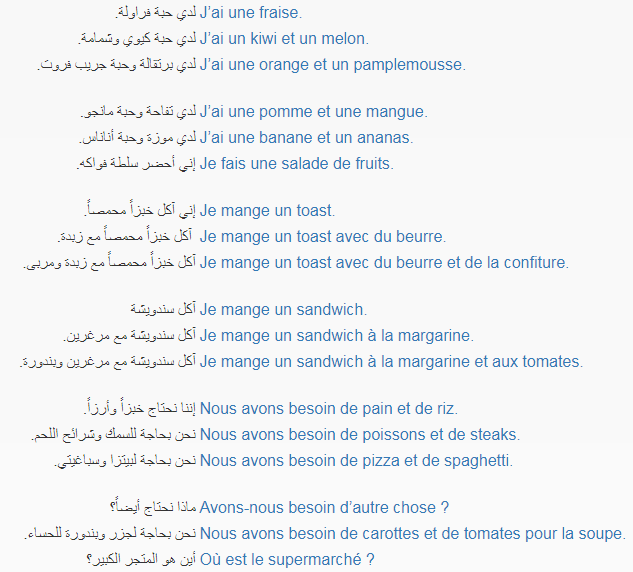 لدي حبة فراولة. J’ai une fraise.
لدي حبة كيوي وشمامة. J’ai un kiwi et un melon.
لدي برتقالة وحبة جريب فروت. J’ai une orange et un pamplemousse.
لدي تفاحة وحبة مانجو. J’ai une pomme et une mangue.
لدي موزة وحبة أناناس. J’ai une banane et un ananas.
إني أحضر سلطة فواكه. Je fais une salade de fruits.
إني آكل خبزاً محمصاً. Je mange un toast.
آكل خبزاً محمصاً مع زبدة. Je mange un toast avec du beurre.
آكل خبزاً محمصاً مع زبدة ومربى. Je mange un toast avec du beurre et de la confiture.
آكل سندويشة Je mange un sandwich.
آكل سندويشة مع مرغرين. Je mange un sandwich à la margarine.
آكل سندويشة مع مرغرين وبندورة. Je mange un sandwich à la margarine et aux tomates.
إننا نحتاج خبزاً وأرزاً. Nous avons besoin de pain et de riz.
نحن بحاجة للسمك وشرائح اللحم. Nous avons besoin de poissons et de steaks.
نحن بحاجة لبيتزا وسباغيتي. Nous avons besoin de pizza et de spaghetti.
ماذا نحتاج أيضاً؟ Avons-nous besoin d’autre chose ?
نحن بحاجة لجزر وبندورة للحساء. Nous avons besoin de carottes et de tomates pour la soupe.
أين هو المتجر الكبير؟ Où est le supermarché ?